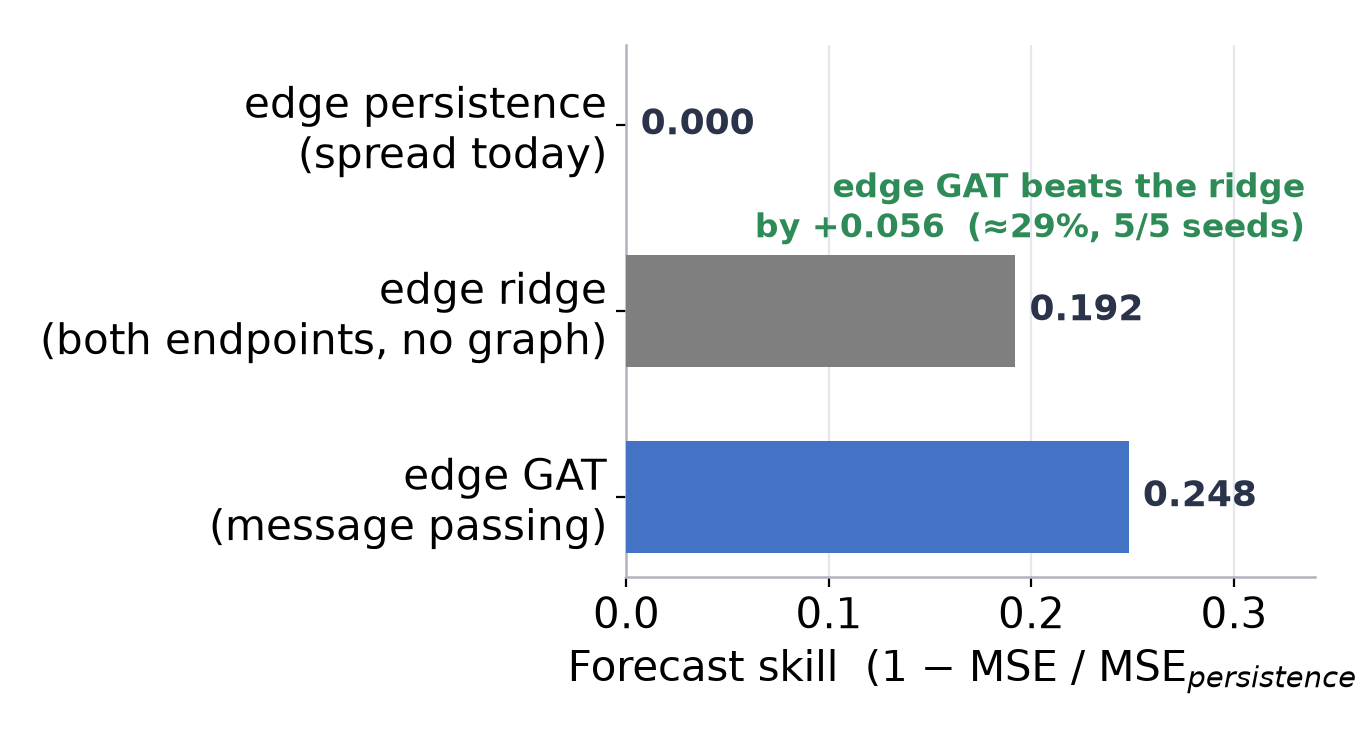 edge persistence
(spread today)
0.000
edge GAT beats the ridge
by +0.056 (≈29%, 5/5 seeds)
edge ridge
(both endpoints, no graph)
0.192
edge GAT
(message passing)
0.248
0.0 0.1 0.2 0.3
Forecast skill (1 − MSE / MSE persistence